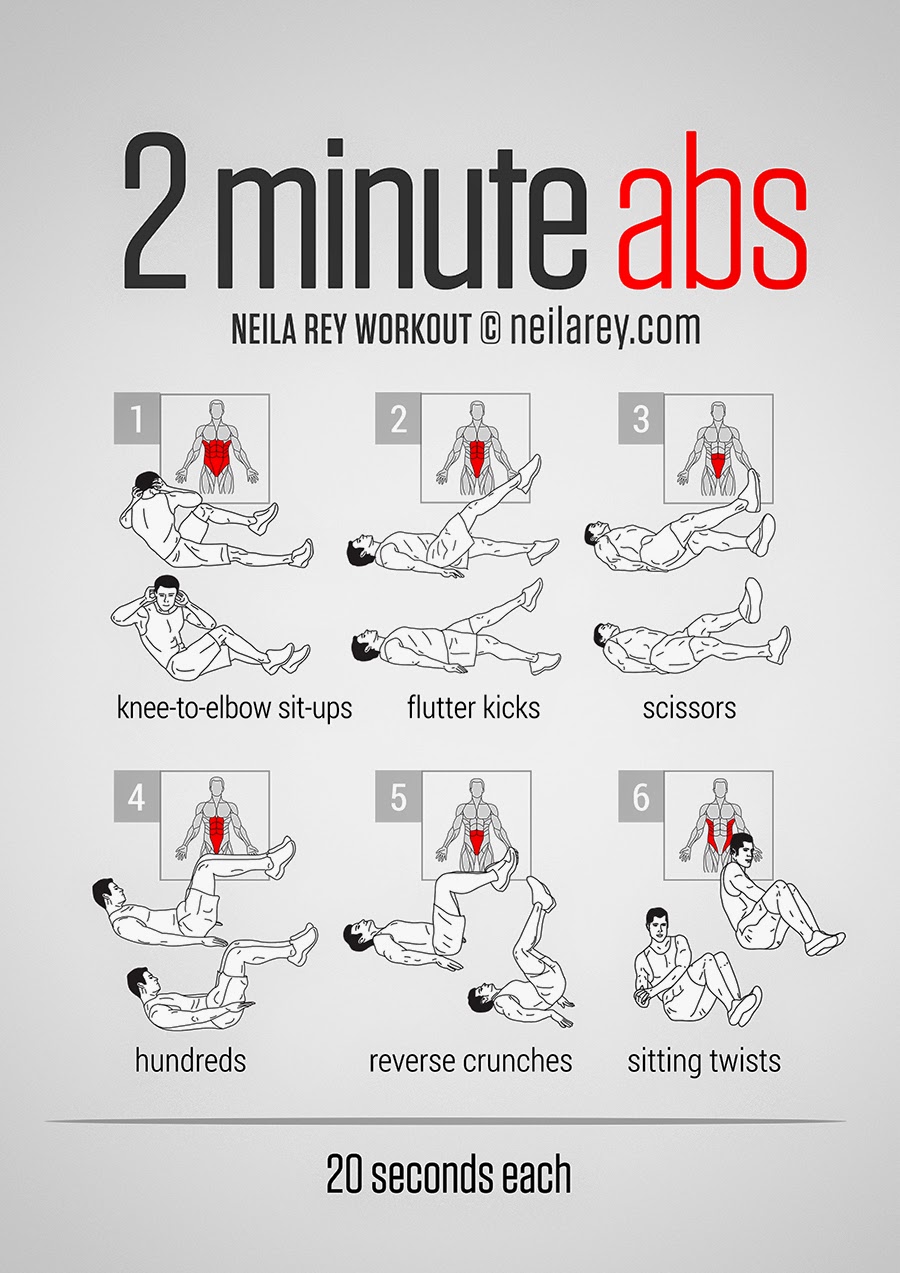 2 minute abs
NEILA REY WORKOUT © neilarey.com
1
2
3
knee-to-elbow sit-ups
flutter kicks
scissors
4
5
6
hundreds
reverse crunches
sitting twists
20 seconds each